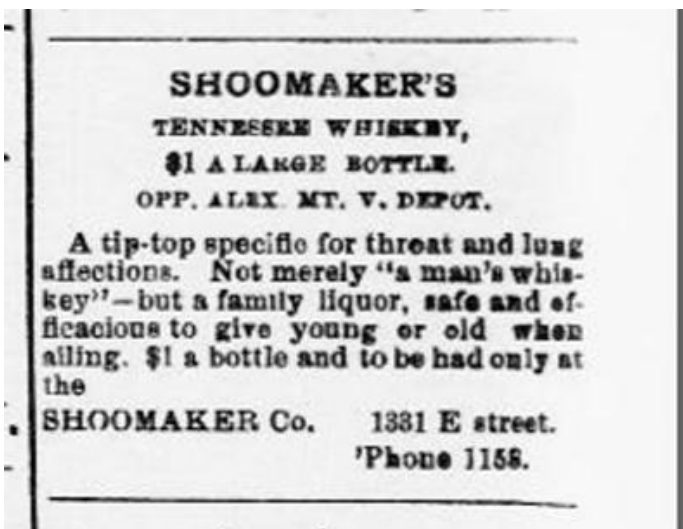 SHOOMAKER'S
TENNESSEE WHISKEY,
$1 A LARGE BOTTLE.
OPP. ALEX. MT. V. DEPOT.
A tip-top specific for throat and lung
affections. Not merely "a man's whis-
key"—but a family liquor, safe and ef-
ficacious to give young or old when
ailing. $1 a bottle and to be had only at
the
SHOOMAKER Co. 1331 E street.
'Phone 1158.